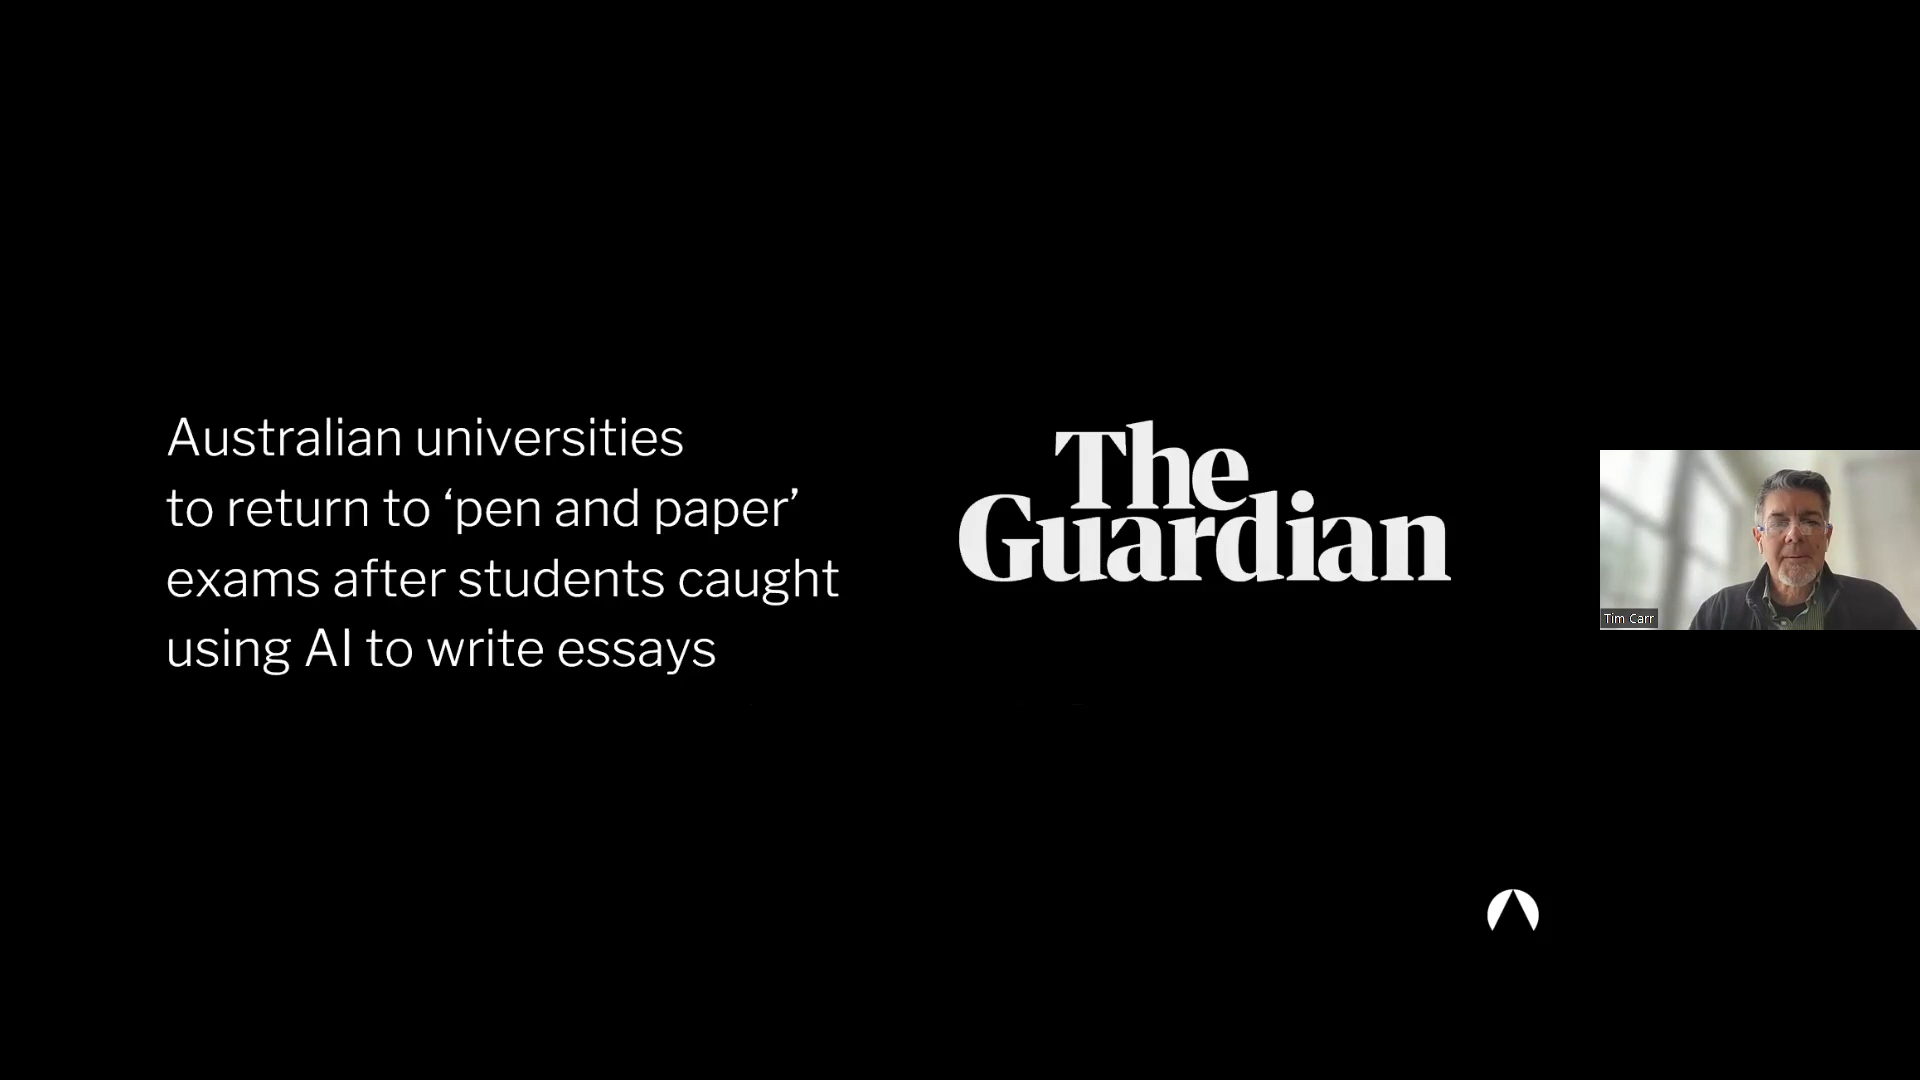 Australian universities
to return to ‘pen and paper’
exams after students caught
using AI to write essays
The
Guardian
Tim Carr